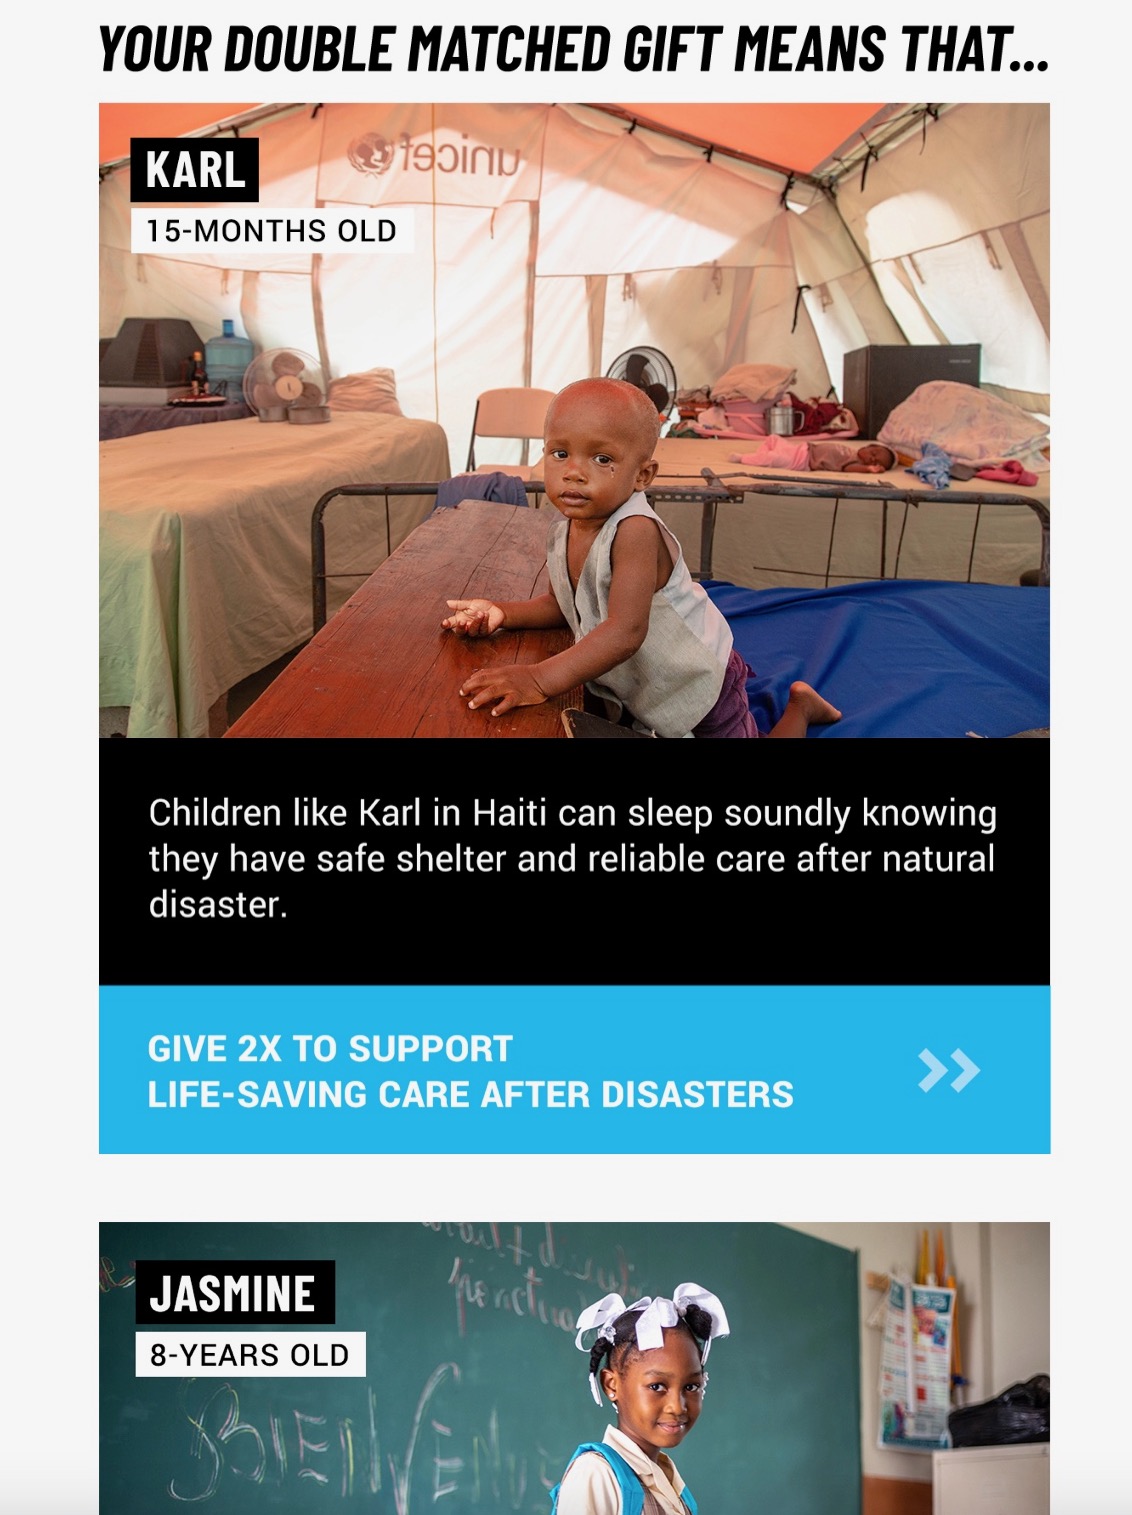 YOUR DOUBLE MATCHED GIFT MEANS THAT...
unicef
KARL
15-MONTHS OLD
Children like Karl in Haiti can sleep soundly knowing
they have safe shelter and reliable care after natural
disaster.
GIVE 2X TO SUPPORT
LIFE-SAVING CARE AFTER DISASTERS
JASMINE
8-YEARS OLD